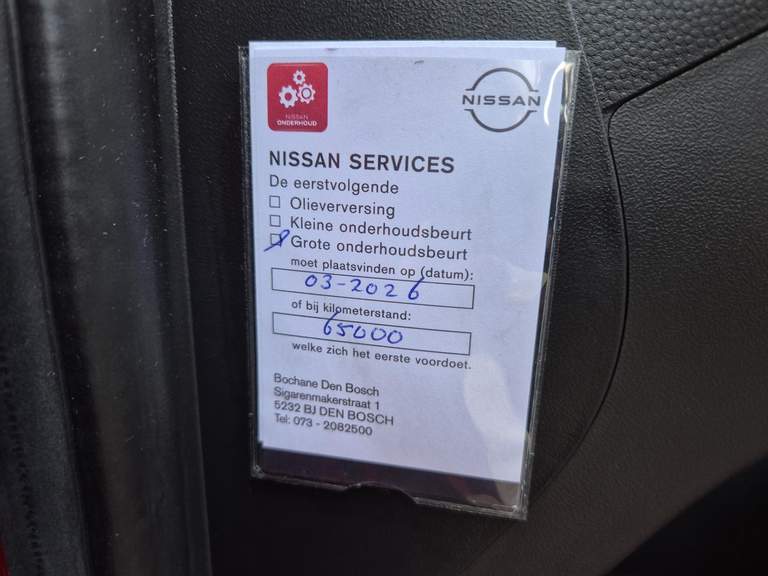 NISSAN
ONDERHOUD
NISSAN
NISSAN SERVICES
De eerstvolgende
Olieverversing
Kleine onderhoudsbeurt
Grote onderhoudsbeurt
moet plaatsvinden op (datum):
03-2026
of bij kilometerstand:
65000
welke zich het eerste voordoet.
Bochane Den Bosch
Sigarenmakerstraat 1
5232 BJ DEN BOSCH
Tel: 073 - 2082500